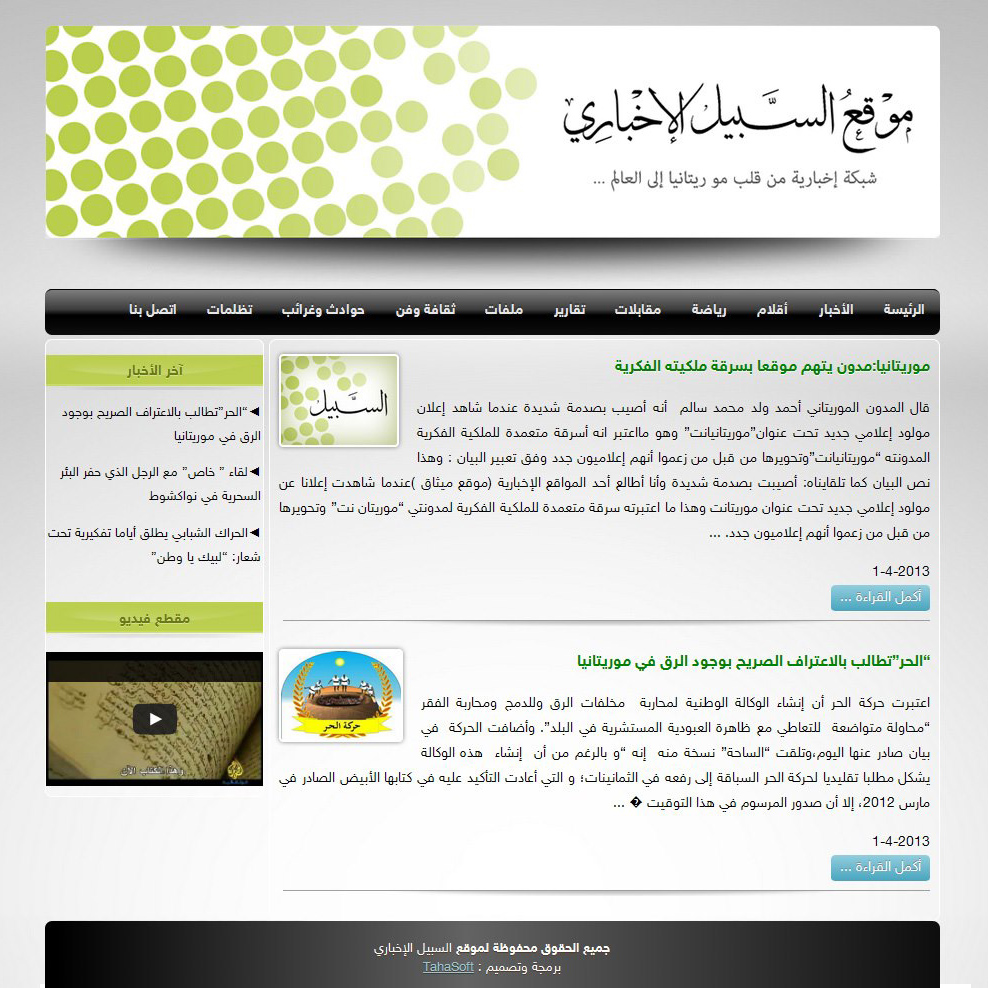 موقع السبيل الإخباري
شبكة إخبارية من قلب مو ريتانيا إلى العالم ...
الرئيسة الأخبار أقلام رياضة مقابلات تقارير ملفات ثقافة وفن حوادث وغرائب تظلمات اتصل بنا
موريتانيا:مدون يتهم موقعا بسرقة ملكيته الفكرية
السبيل
قال المدون الموريتاني أحمد ولد محمد سالم أنه أصيب بصدمة شديدة عندما شاهد إعلان
مولود إعلامي جديد تحت عنوان"موريتانيانت" وهو مااعتبر انه أسرقة متعمدة للملكية الفكرية
المدونته "موريتانيانت"وتحويرها من قبل من زعموا أنهم إعلاميون جدد وفق تعبير البيان : وهذا
نص البيان كما تلقايناه: أصيبت بصدمة شديدة وأنا أطالع أحد المواقع الإخبارية (موقع ميثاق )عندما شاهدت إعلانا عن
مولود إعلامي جديد تحت عنوان موريتانت وهذا ما اعتبرته سرقة متعمدة للملكية الفكرية لمدونتي "موريتان نت" وتحويرها
من قبل من زعموا أنهم إعلاميون جدد. ...
1-4-2013
أكمل القراءة ...
"الحر"تطالب بالاعتراف الصريح بوجود الرق في موريتانيا
حركة الحر
اعتبرت حركة الحر أن إنشاء الوكالة الوطنية لمحاربة مخلفات الرق وللدمج ومحاربة الفقر
"محاولة متواضعة للتعاطي مع ظاهرة العبودية المستشرية في البلد". وأضافت الحركة في
بيان صادر عنها اليوم،وتلقت "الساحة" نسخة منه إنه "و بالرغم من أن إنشاء هذه الوكالة
يشكل مطلبا تقليديا لحركة الحر السباقة إلى رفعه في الثمانينات؛ و التي أعادت التأكيد عليه في كتابها الأبيض الصادر في
مارس 2012، إلا أن صدور المرسوم في هذا التوقيت � ...
1-4-2013
أكمل القراءة ...
آخر الأخبار
◄"الحر"تطالب بالاعتراف الصريح بوجود
الرق في موريتانيا
◄لقاء " خاص" مع الرجل الذي حفر البئر
السحرية في نواكشوط
◄الحراك الشبابي يطلق أياما تفكيرية تحت
شعار: "لبيك يا وطن"
مقطع فيديو
وهذا الكتاب الآن
جميع الحقوق محفوظة لموقع السبيل الإخباري
برمجة وتصميم : TahaSoft